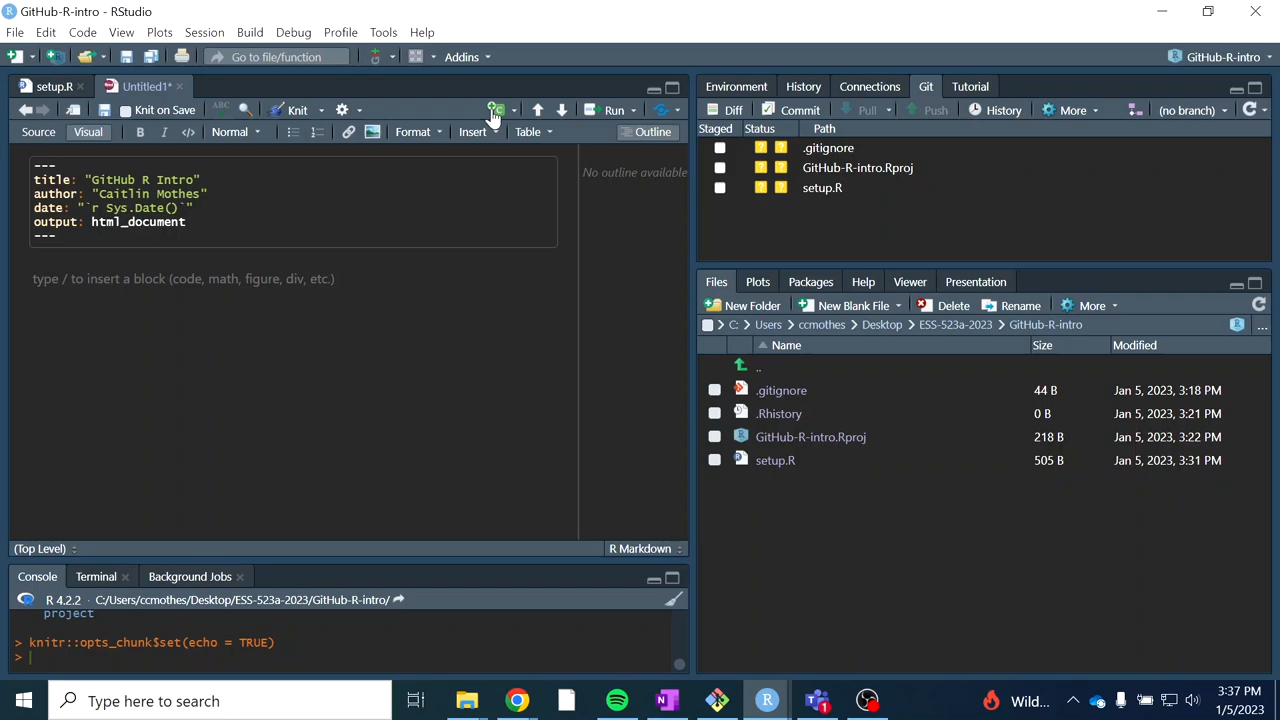 GitHub-R-intro - RStudio
File Edit Code View Plots Session Build Debug Profile Tools Help
Go to file/function Addins GitHub-R-intro
setup.R Untitled1*
Knit on Save ABC Knit Run
Source Visual B I </> Normal Format Insert Table Outline
---
title: "GitHub R Intro"
author: "Caitlin Mothes"
date: "`r Sys.Date()`"
output: html_document
---
type / to insert a block (code, math, figure, div, etc.)
No outline available
(Top Level) R Markdown
Console Terminal Background Jobs
R 4.2.2 · C:/Users/ccmothes/Desktop/ESS-523a-2023/GitHub-R-intro/
project
> knitr::opts_chunk$set(echo = TRUE)
>
Environment History Connections Git Tutorial
Diff Commit Pull Push History More (no branch)
Staged Status Path
? ? .gitignore
? ? GitHub-R-intro.Rproj
? ? setup.R
Files Plots Packages Help Viewer Presentation
New Folder New Blank File Delete Rename More
C: Users ccmothes Desktop ESS-523a-2023 GitHub-R-intro ...
Name Size Modified
..
.gitignore 44 B Jan 5, 2023, 3:18 PM
.Rhistory 0 B Jan 5, 2023, 3:21 PM
GitHub-R-intro.Rproj 218 B Jan 5, 2023, 3:22 PM
setup.R 505 B Jan 5, 2023, 3:31 PM
Type here to search
Wild...
3:37 PM
1/5/2023